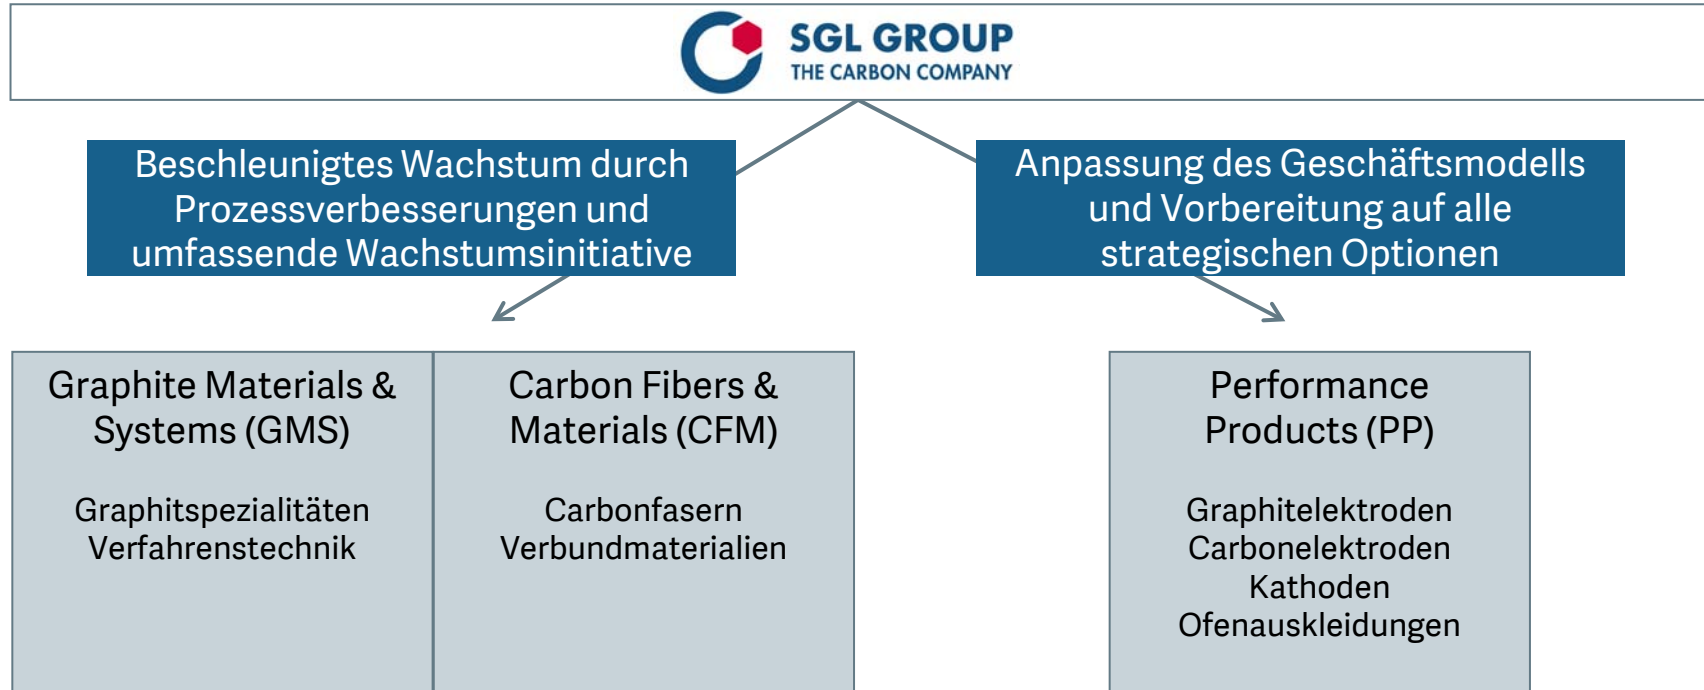 SGL GROUP
THE CARBON COMPANY
Beschleunigtes Wachstum durch
Prozessverbesserungen und
umfassende Wachstumsinitiative
Anpassung des Geschäftsmodells
und Vorbereitung auf alle
strategischen Optionen
Graphite Materials &
Systems (GMS)
Graphitspezialitäten
Verfahrenstechnik
Carbon Fibers &
Materials (CFM)
Carbonfasern
Verbundmaterialien
Performance
Products (PP)
Graphitelektroden
Carbonelektroden
Kathoden
Ofenauskleidungen